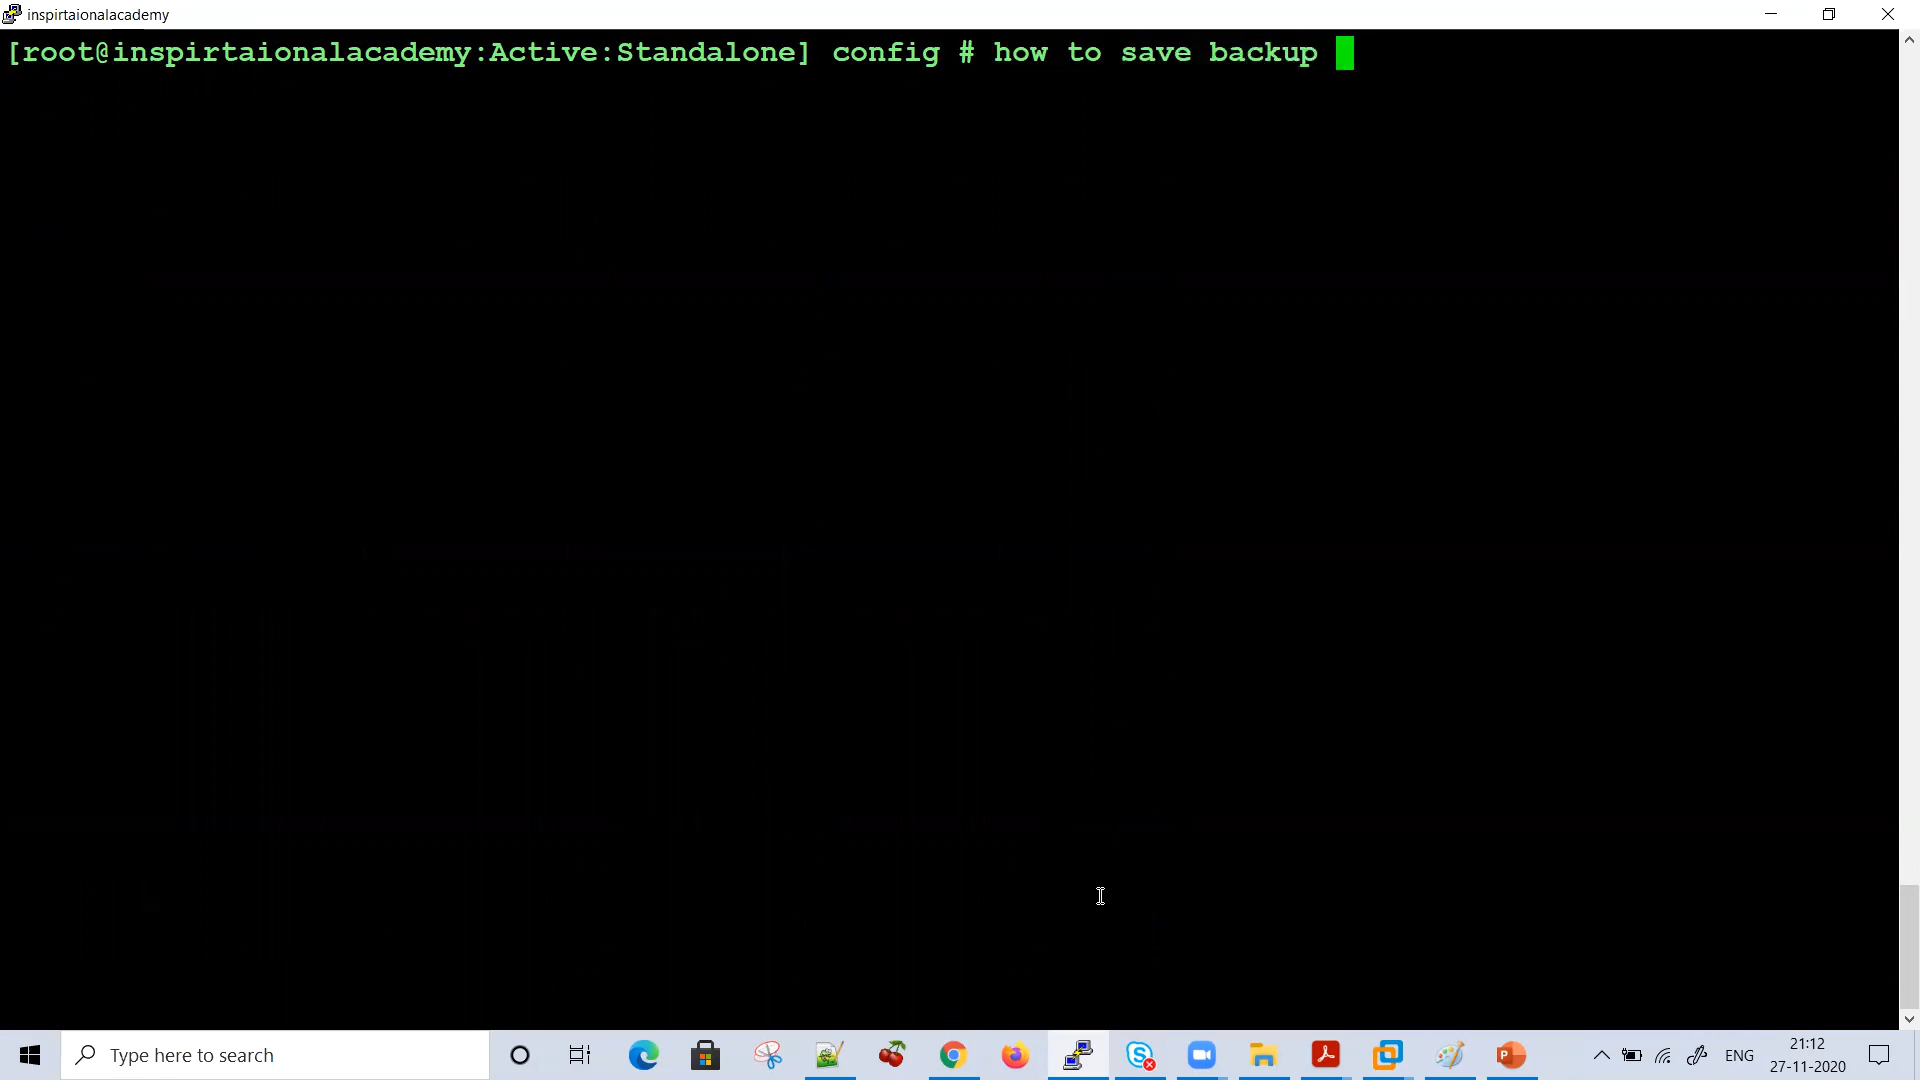 inspirtaionalacademy
[root@inspirtaionalacademy:Active:Standalone] config # how to save backup
Type here to search
ENG
21:12
27-11-2020